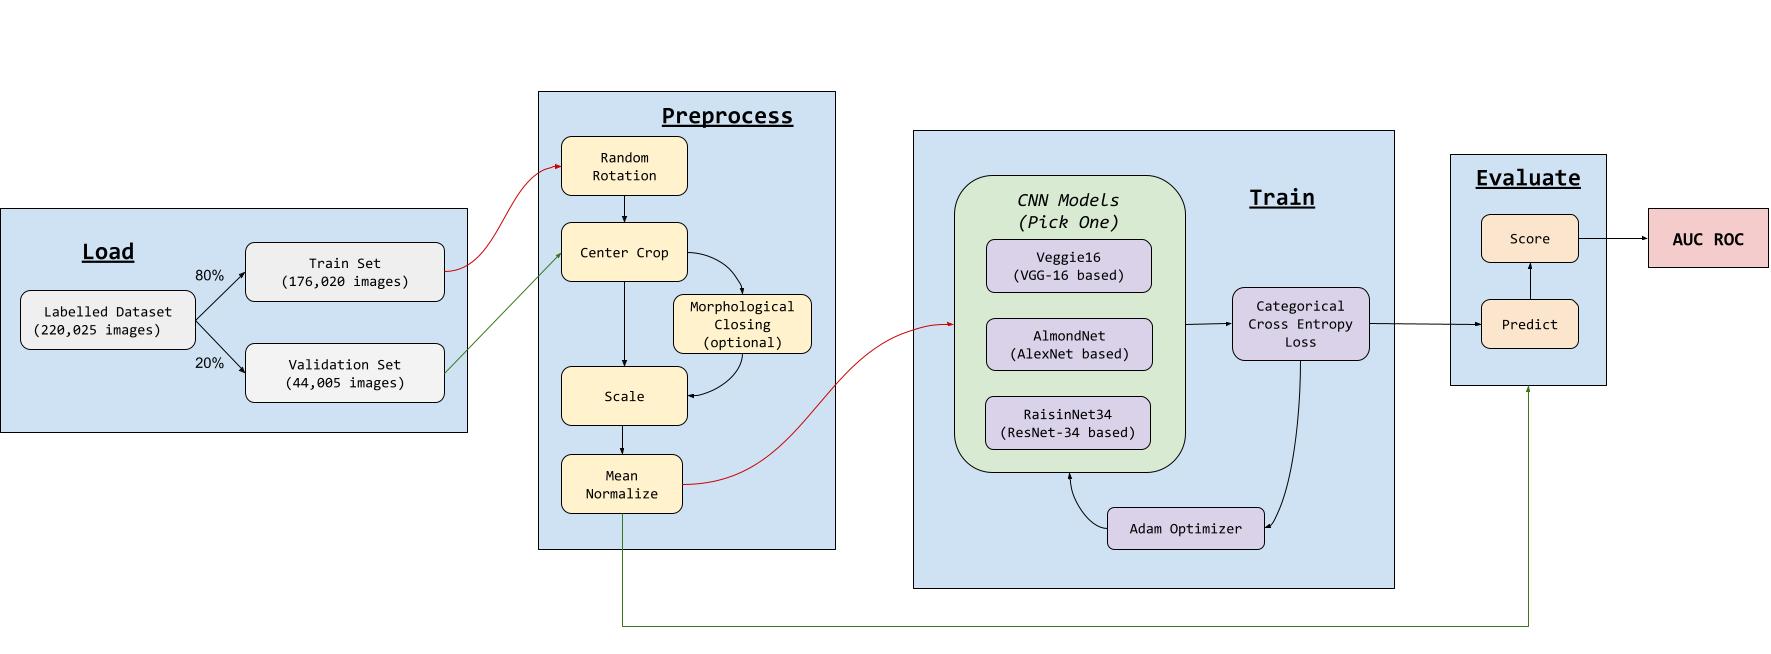 Load
Labelled Dataset
(220,025 images)
80%
20%
Train Set
(176,020 images)
Validation Set
(44,005 images)
Preprocess
Random
Rotation
Center Crop
Morphological
Closing
(optional)
Scale
Mean
Normalize
Train
CNN Models
(Pick One)
Veggie16
(VGG-16 based)
AlmondNet
(AlexNet based)
RaisinNet34
(ResNet-34 based)
Categorical
Cross Entropy
Loss
Adam Optimizer
Evaluate
Score
Predict
AUC ROC